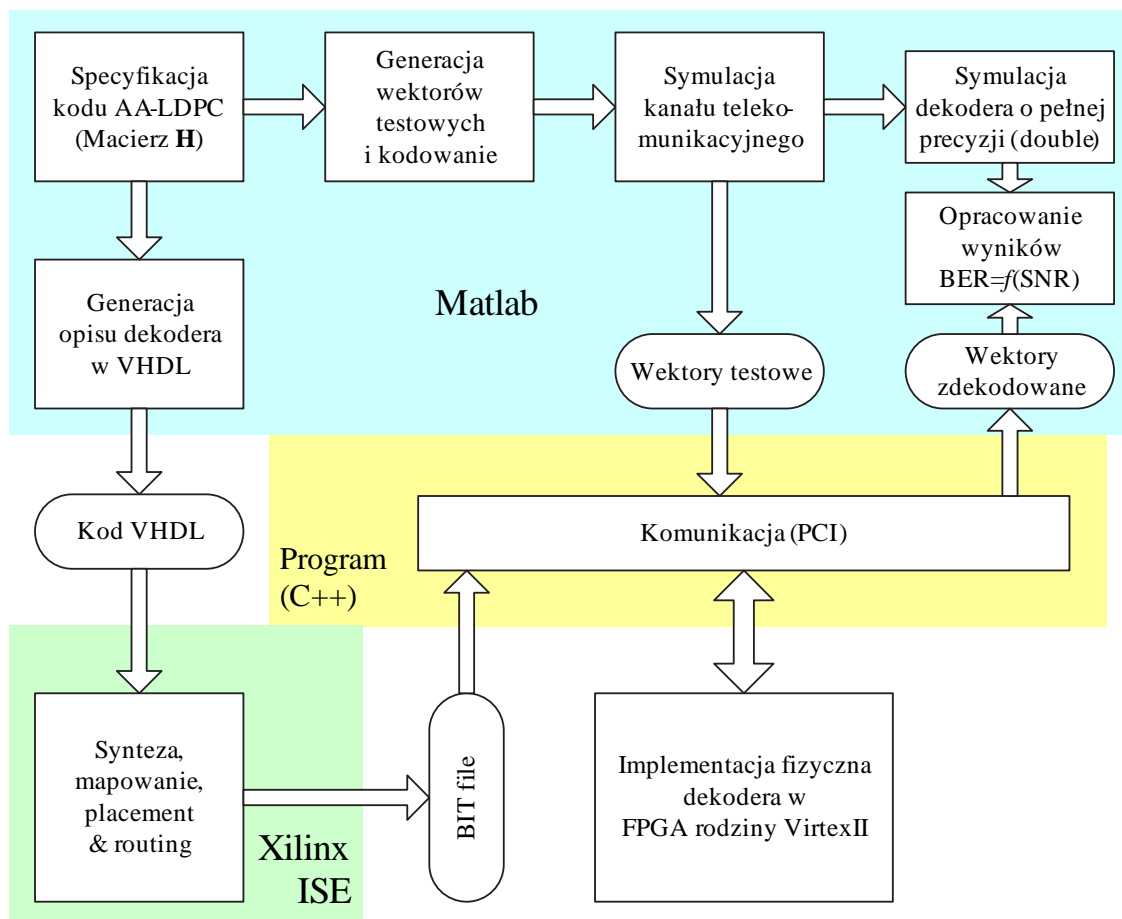 Specyfikacja
kodu AA-LDPC
(Macierz H)
Generacja
wektorów
testowych
i kodowanie
Symulacja
kanału teleko-
munikacyjnego
Symulacja
dekodera o pełnej
precyzji (double)
Opracowanie
wyników
BER=f(SNR)
Generacja
opisu dekodera
w VHDL
Matlab
Wektory testowe
Wektory
zdekodowane
Kod VHDL
Program
(C++)
Komunikacja (PCI)
Synteza,
mapowanie,
placement
& routing
Xilinx
ISE
BIT file
Implementacja fizyczna
dekodera w
FPGA rodziny VirtexII